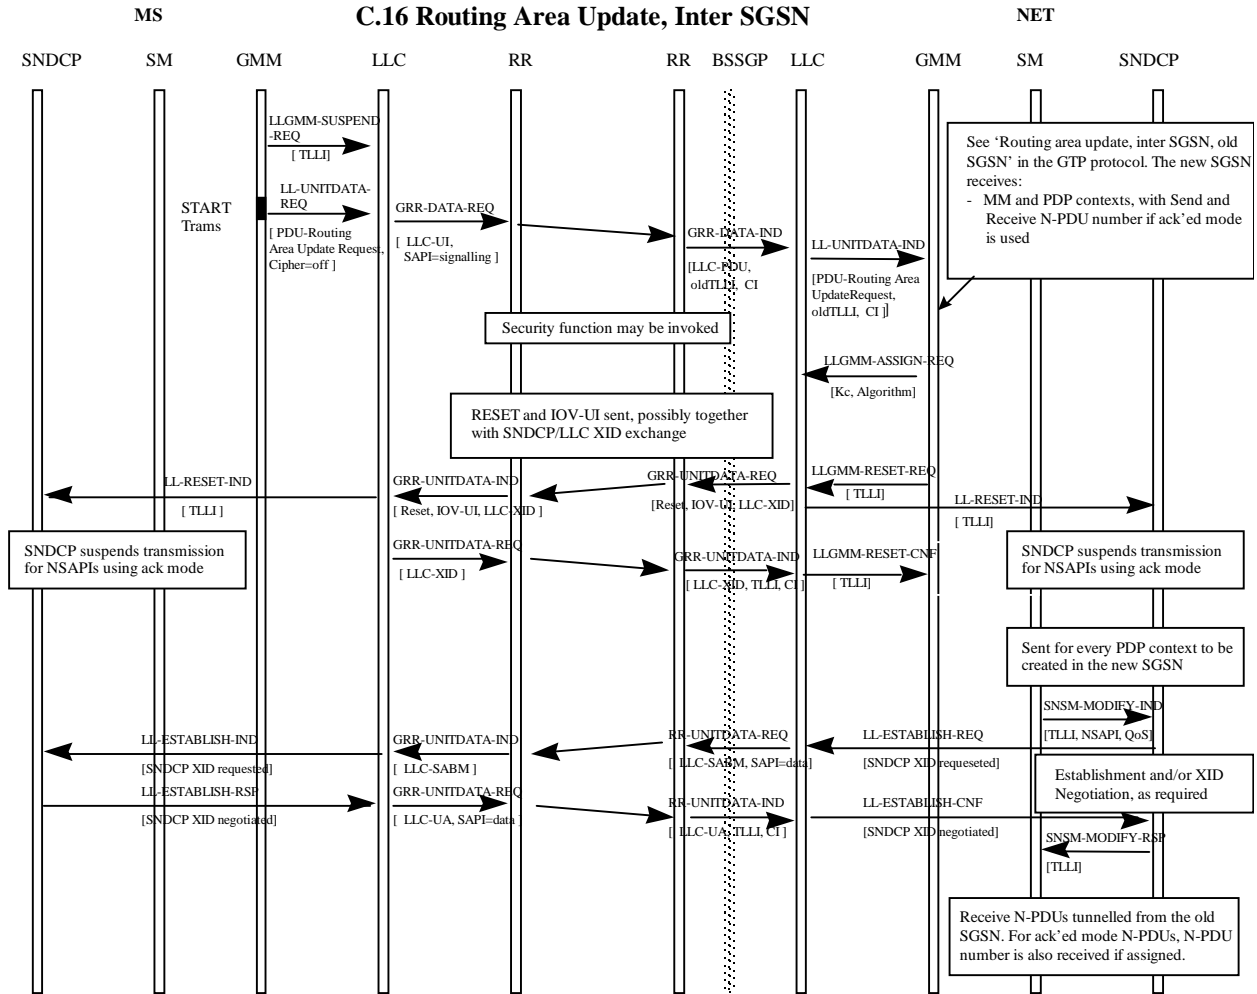 MS
C.16 Routing Area Update, Inter SGSN
NET
SNDCP SM GMM LLC RR RR BSSGP LLC GMM SM SNDCP
LLGMM-SUSPEND
-REQ
[ TLLI]
See ‘Routing area update, inter SGSN, old
SGSN’ in the GTP protocol. The new SGSN
receives:
- MM and PDP contexts, with Send and
Receive N-PDU number if ack’ed mode
is used
START
Trams
LL-UNITDATA-
REQ
[ PDU-Routing
Area Update Request,
Cipher=off ]
GRR-DATA-REQ
[ LLC-UI,
SAPI=signalling ]
GRR-DATA-IND
[LLC-PDU,
oldTLLI, CI
LL-UNITDATA-IND
[PDU-Routing Area
UpdateRequest,
oldTLLI, CI ]
Security function may be invoked
LLGMM-ASSIGN-REQ
[Kc, Algorithm]
RESET and IOV-UI sent, possibly together
with SNDCP/LLC XID exchange
LL-RESET-IND
[ TLLI ]
GRR-UNITDATA-IND
[ Reset, IOV-UI, LLC-XID ]
GRR-UNITDATA-REQ
[Reset, IOV-UI, LLC-XID]
LLGMM-RESET-REQ
[ TLLI]
LL-RESET-IND
[TLLI]
SNDCP suspends transmission
for NSAPIs using ack mode
GRR-UNITDATA-REQ
[ LLC-XID ]
GRR-UNITDATA-IND
[ LLC-XID, TLLI, CI ]
LLGMM-RESET-CNF
[ TLLI]
SNDCP suspends transmission
for NSAPIs using ack mode
Sent for every PDP context to be
created in the new SGSN
SNSM-MODIFY-IND
[TLLI, NSAPI, QoS]
LL-ESTABLISH-IND
[SNDCP XID requested]
GRR-UNITDATA-IND
[ LLC-SABM ]
RR-UNITDATA-REQ
[ LLC-SABM, SAPI=data]
LL-ESTABLISH-REQ
[SNDCP XID requeseted]
Establishment and/or XID
Negotiation, as required
LL-ESTABLISH-RSP
[SNDCP XID negotiated]
GRR-UNITDATA-REQ
[ LLC-UA, SAPI=data ]
RR-UNITDATA-IND
[ LLC-UA, TLLI, CI ]
LL-ESTABLISH-CNF
[SNDCP XID negotiated]
SNSM-MODIFY-RSP
[TLLI]
Receive N-PDUs tunnelled from the old
SGSN. For ack’ed mode N-PDUs, N-PDU
number is also received if assigned.